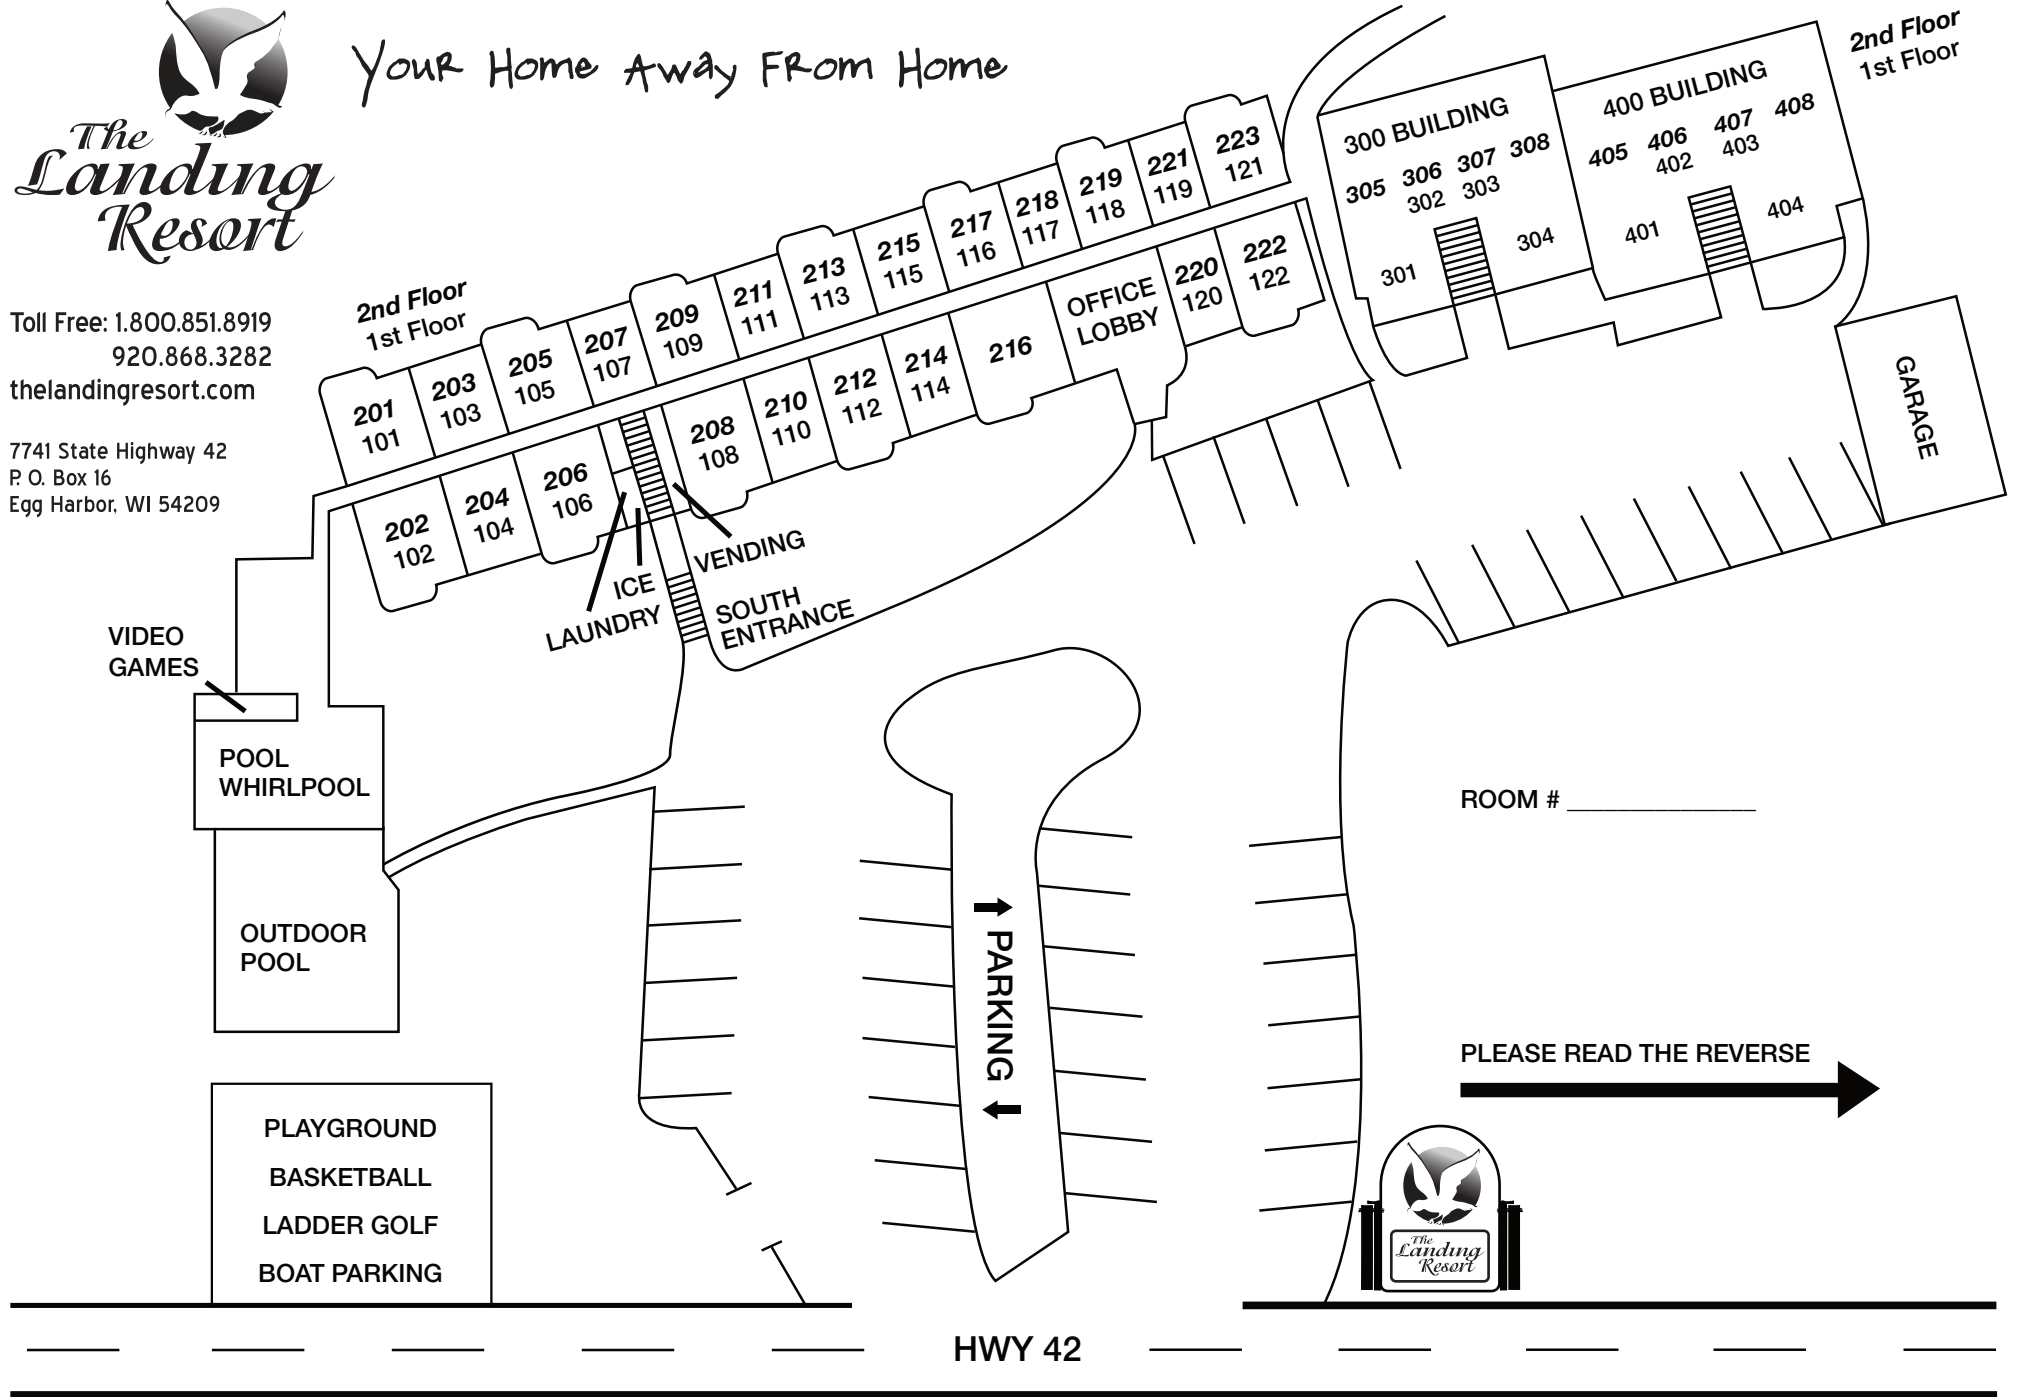 The
Landing
Resort
Your Home Away From Home
Toll Free: 1.800.851.8919
920.868.3282
thelandingresort.com
7741 State Highway 42
P. O. Box 16
Egg Harbor, WI 54209
2nd Floor
1st Floor
201
101
203
103
205
105
207
107
209
109
211
111
213
113
215
115
217
116
218
117
219
118
221
119
223
121
202
102
204
104
206
106
208
108
210
110
212
112
214
114
216
OFFICE
LOBBY
220
120
222
122
VENDING
ICE
LAUNDRY
SOUTH
ENTRANCE
300 BUILDING
305 306 307 308
302 303
301
304
400 BUILDING
405 406 407 408
402 403
401
404
2nd Floor
1st Floor
GARAGE
VIDEO
GAMES
POOL
WHIRLPOOL
OUTDOOR
POOL
PLAYGROUND
BASKETBALL
LADDER GOLF
BOAT PARKING
PARKING
ROOM # ______________
PLEASE READ THE REVERSE
The
Landing
Resort
HWY 42